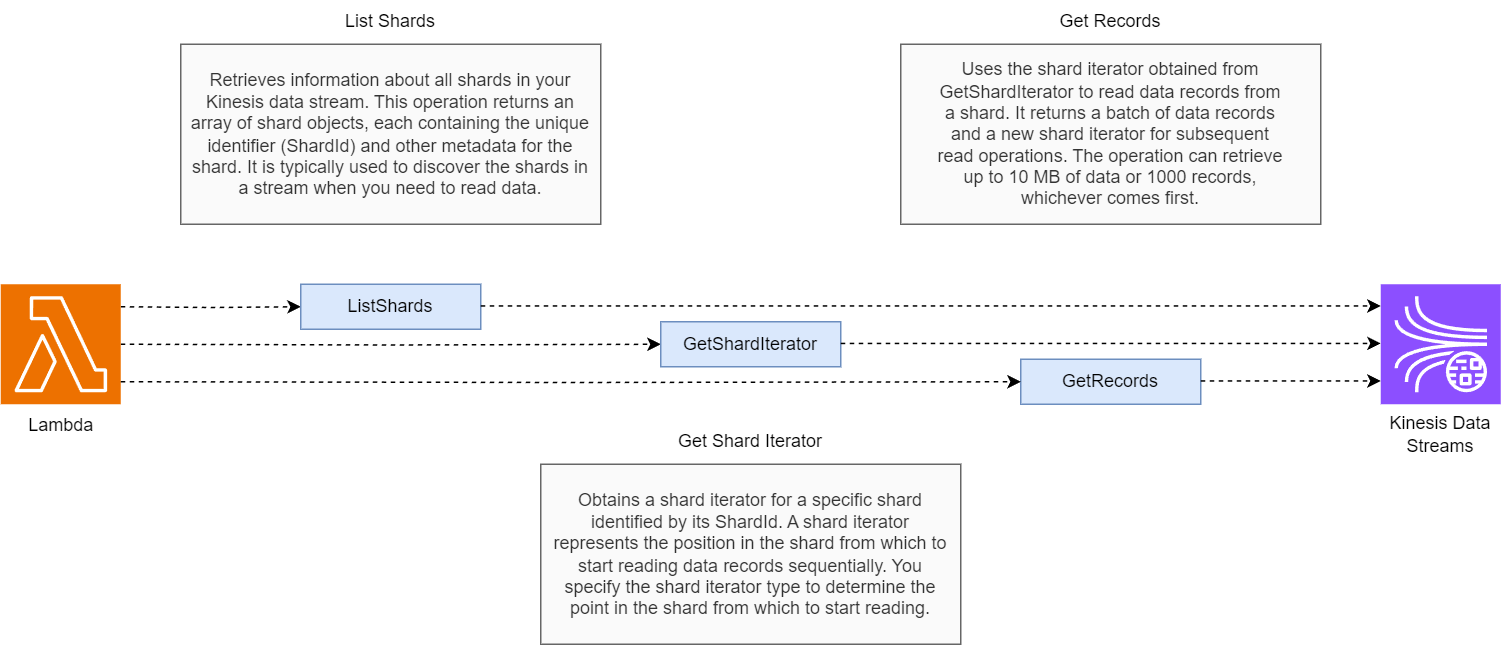 List Shards
Retrieves information about all shards in your
Kinesis data stream. This operation returns an
array of shard objects, each containing the unique
identifier (ShardId) and other metadata for the
shard. It is typically used to discover the shards in
a stream when you need to read data.
Get Records
Uses the shard iterator obtained from
GetShardIterator to read data records from
a shard. It returns a batch of data records
and a new shard iterator for subsequent
read operations. The operation can retrieve
up to 10 MB of data or 1000 records,
whichever comes first.
ListShards
GetShardIterator
GetRecords
Lambda
Kinesis Data
Streams
Get Shard Iterator
Obtains a shard iterator for a specific shard
identified by its ShardId. A shard iterator
represents the position in the shard from which to
start reading data records sequentially. You
specify the shard iterator type to determine the
point in the shard from which to start reading.